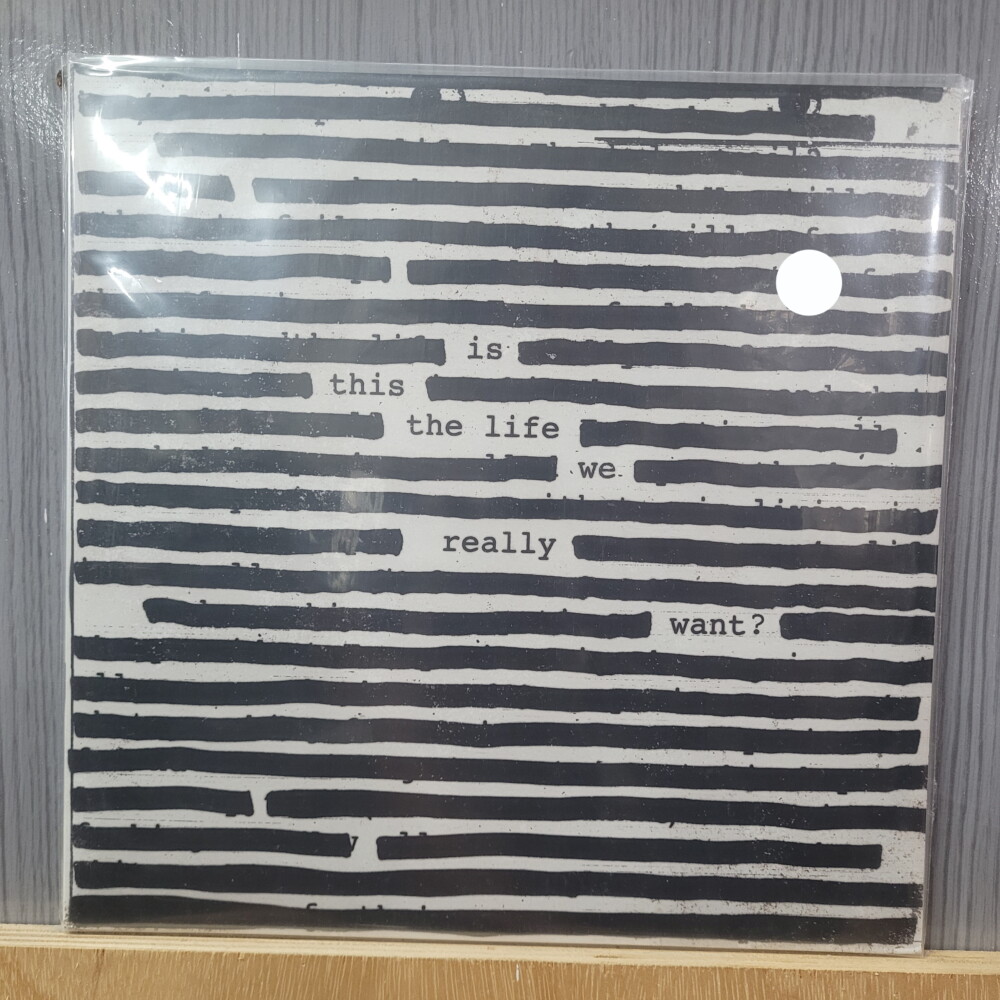 is
this
the life
we
really
want?